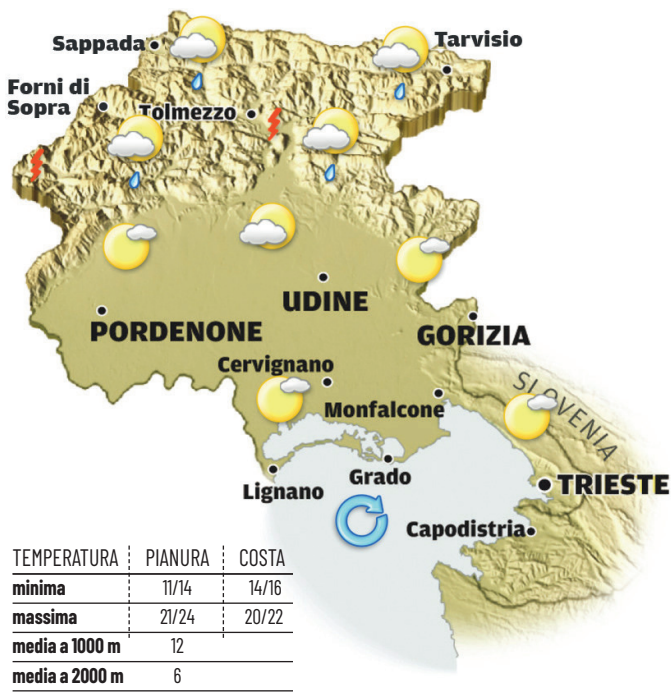 Sappada
Tarvisio
Forni di
Sopra
Tolmezzo
UDINE
PORDENONE
GORIZIA
Cervignano
SLOVENIA
Monfalcone
Grado
Lignano
TRIESTE
Capodistria
TEMPERATURA PIANURA COSTA
minima 11/14 14/16
massima 21/24 20/22
media a 1000 m 12
media a 2000 m 6